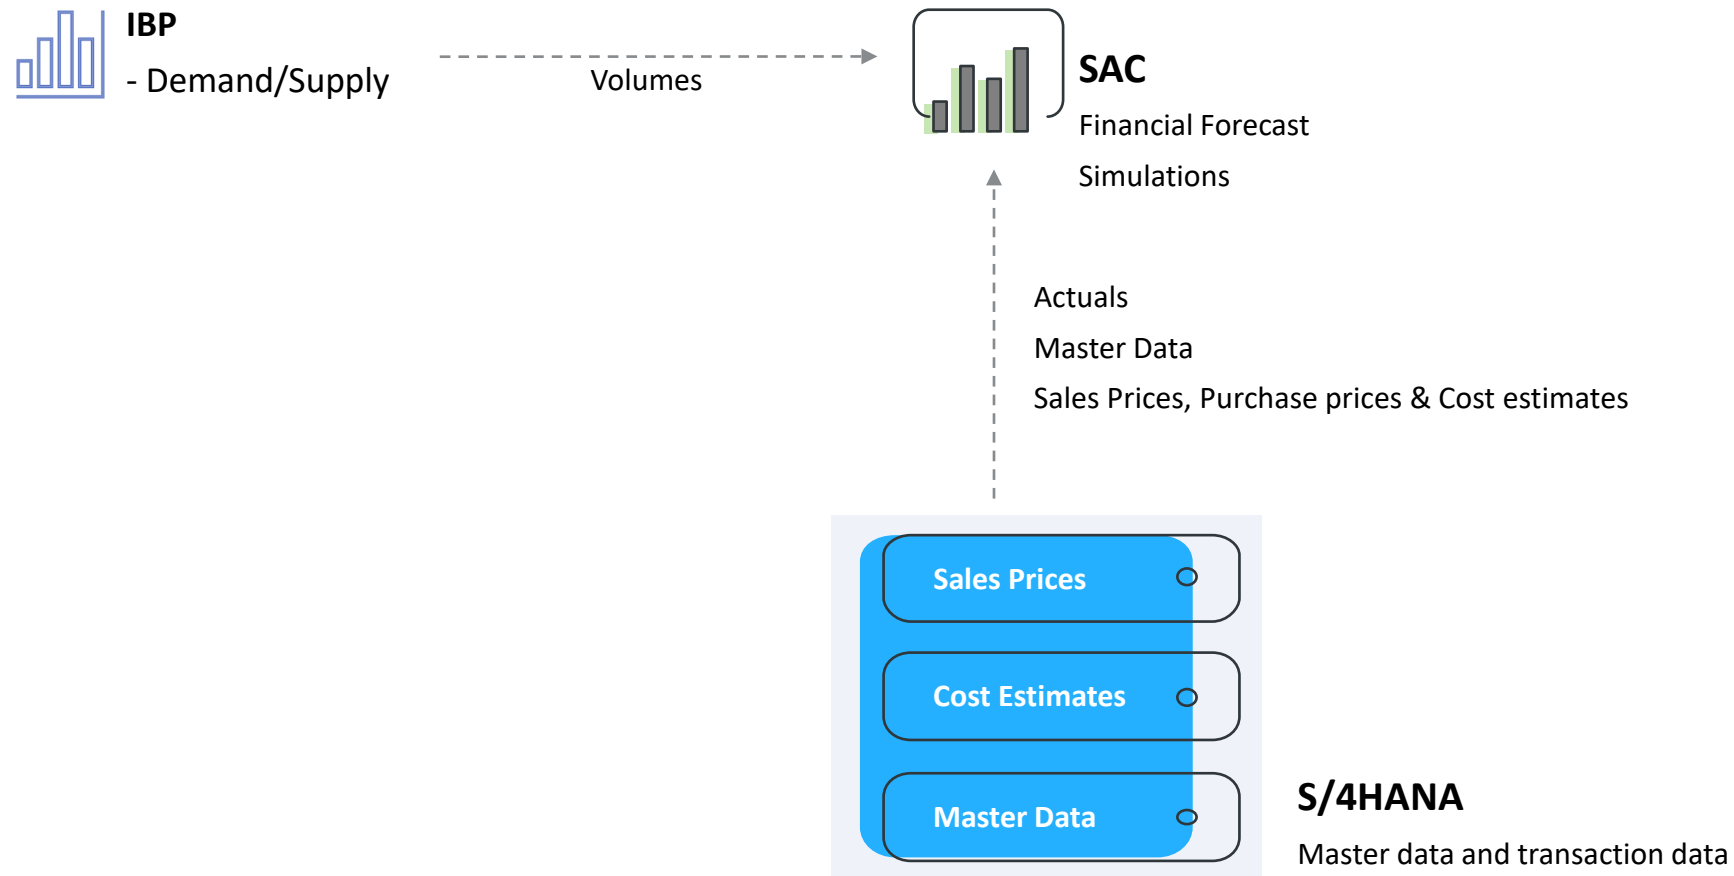 IBP
- Demand/Supply
Volumes
SAC
Financial Forecast
Simulations
Actuals
Master Data
Sales Prices, Purchase prices & Cost estimates
Sales Prices
Cost Estimates
Master Data
S/4HANA
Master data and transaction data